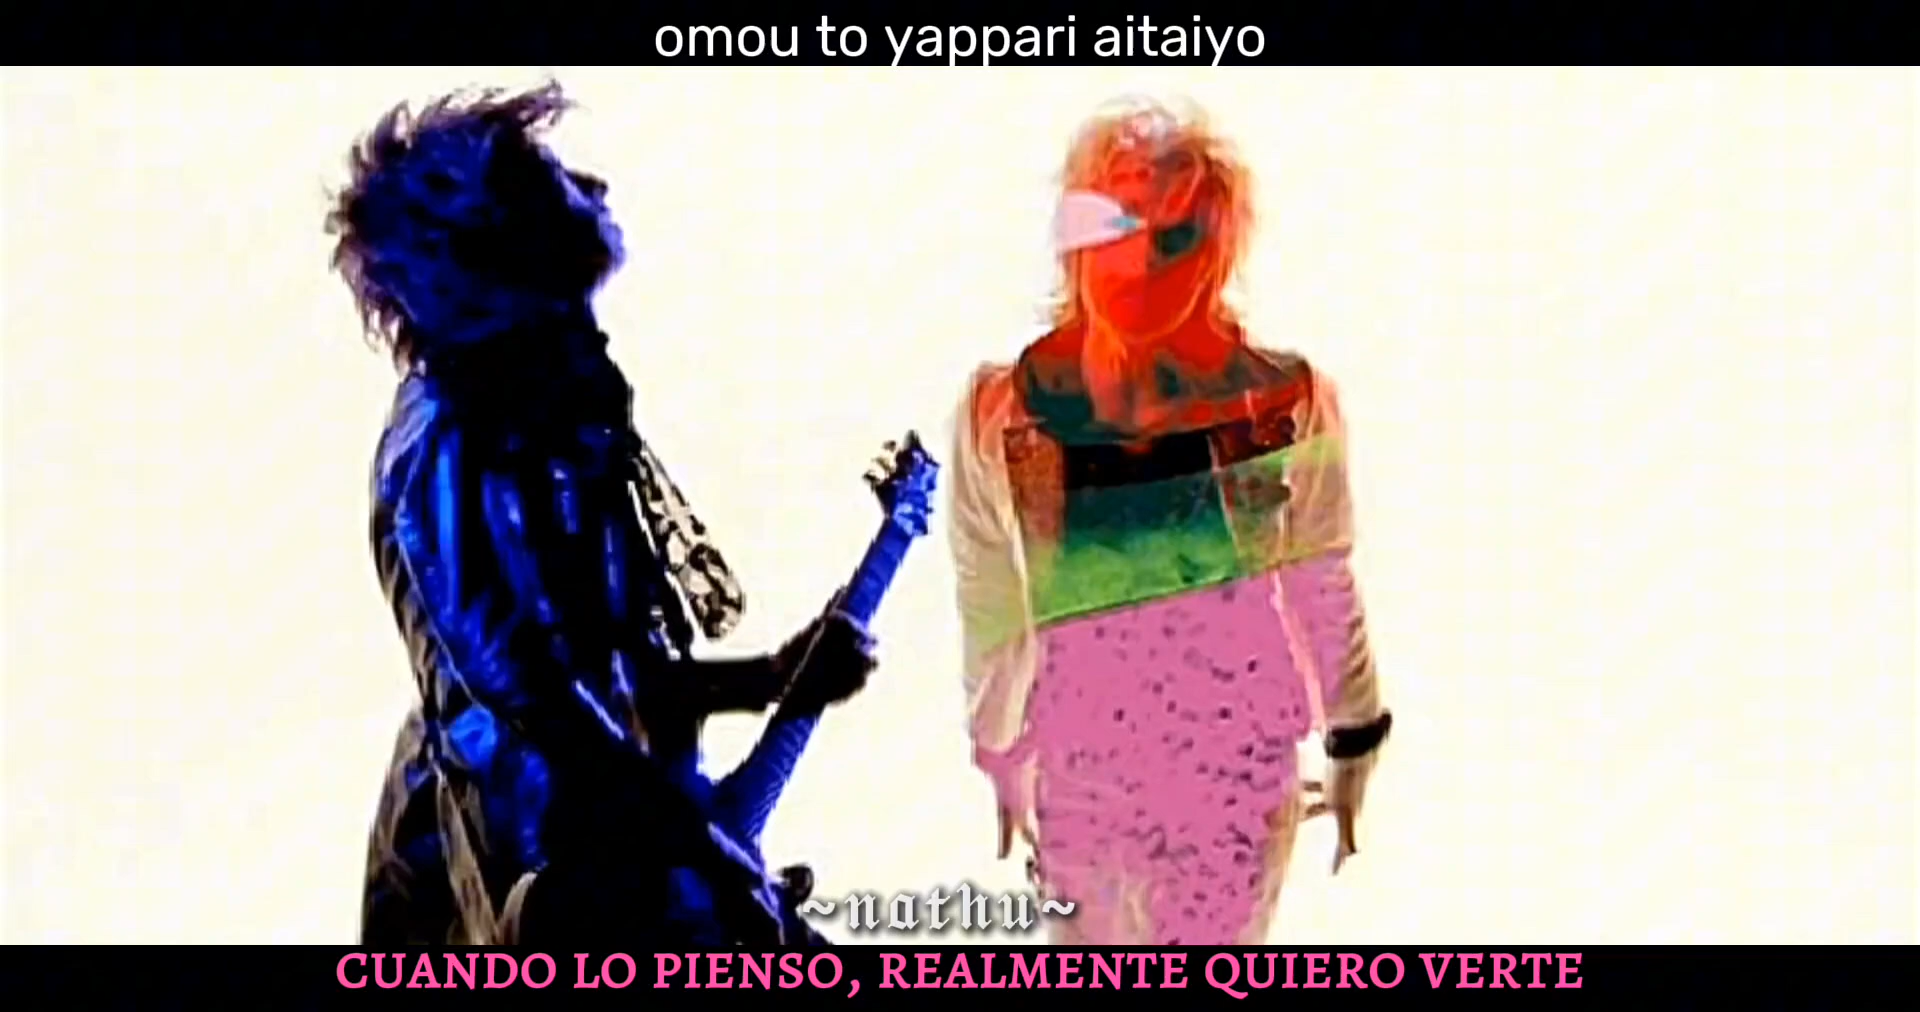 omou to yappari aitaiyo
~nathu~
CUANDO LO PIENSO, REALMENTE QUIERO VERTE